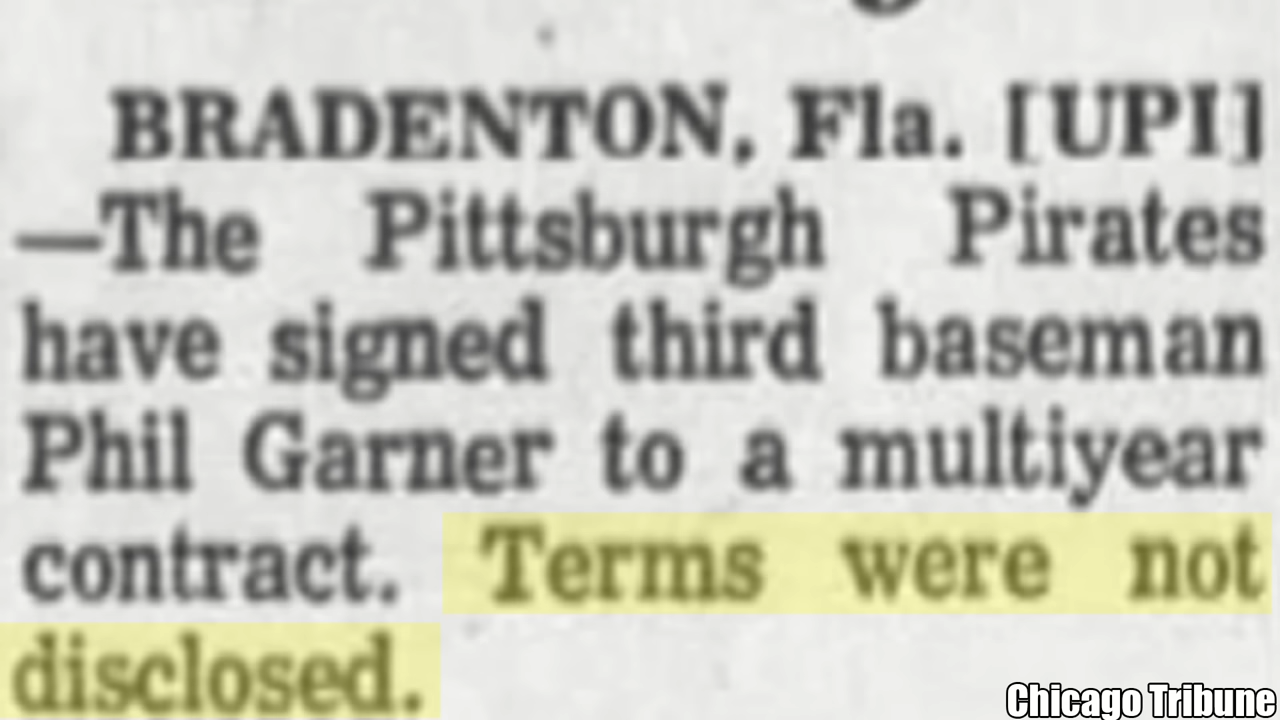 BRADENTON, Fla. [UPI]
—The Pittsburgh Pirates
have signed third baseman
Phil Garner to a multiyear
contract. Terms were not
disclosed.
Chicago Tribune